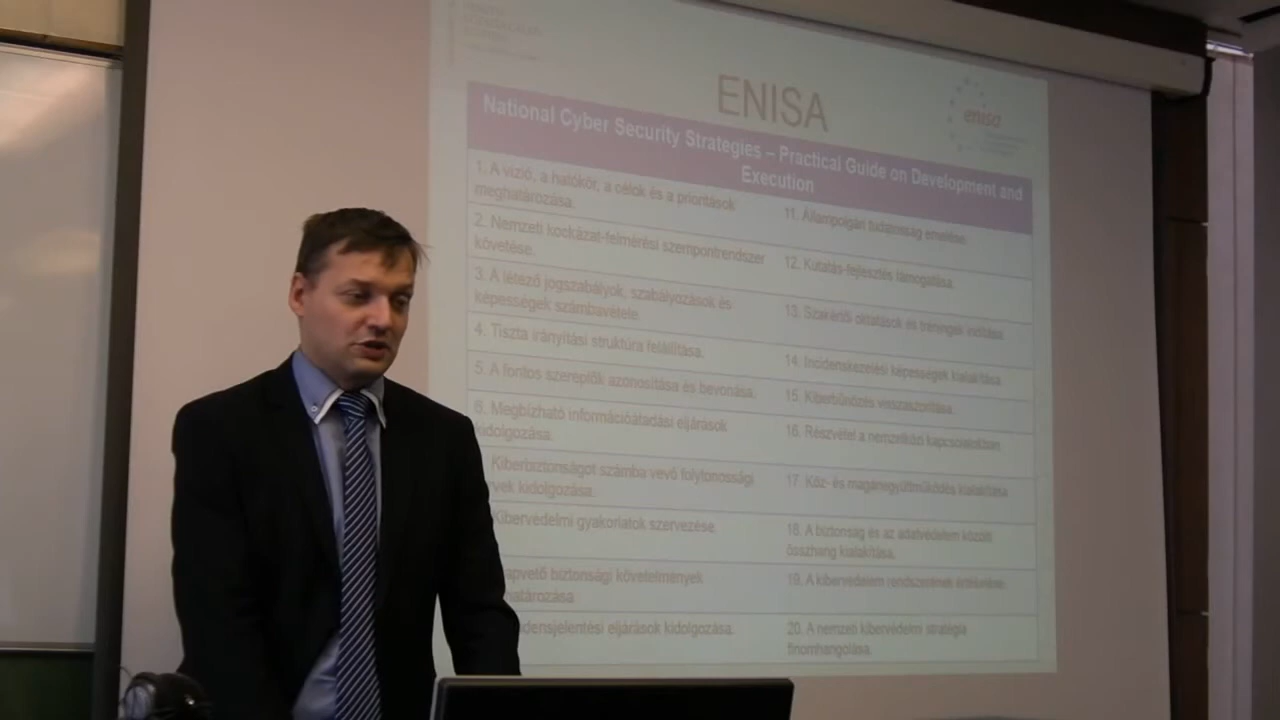 ENISA
enisa
National Cyber Security Strategies – Practical Guide on Development and
Execution
1. A vízió, a hatókör, a célok és a prioritások
meghatározása.
2. Nemzeti kockázat-felmérési szempontrendszer
követése.
3. A létező jogszabályok, szabályozások és
képességek számbavétele.
4. Tiszta irányítási struktúra felállítása.
5. A fontos szereplők azonosítása és bevonása.
6. Megbízható információátadási eljárások
kidolgozása.
Kiberbiztonságot számba vevő folytonossági
kidolgozása.
Kibervédelmi gyakorlatok szervezése
biztonsági követelmények
kidolgozása.
11. Állampolgári tudatosság emelése.
12. Kutatás-fejlesztés támogatása.
13. Szakértői oktatások és tréningek indítása.
14. Incidenskezelési képességek kialakítása.
15. Kiberbűnözés visszaszorítása.
16. Részvétel a nemzetközi kapcsolatokban.
17. Köz- és magánegyüttműködés kialakítása.
18. A biztonság és az adatvédelem közötti
összhang kialakítása.
19. A kibervédelem rendszerének értékelése.
20. A nemzeti kibervédelmi stratégia
finomhangolása.